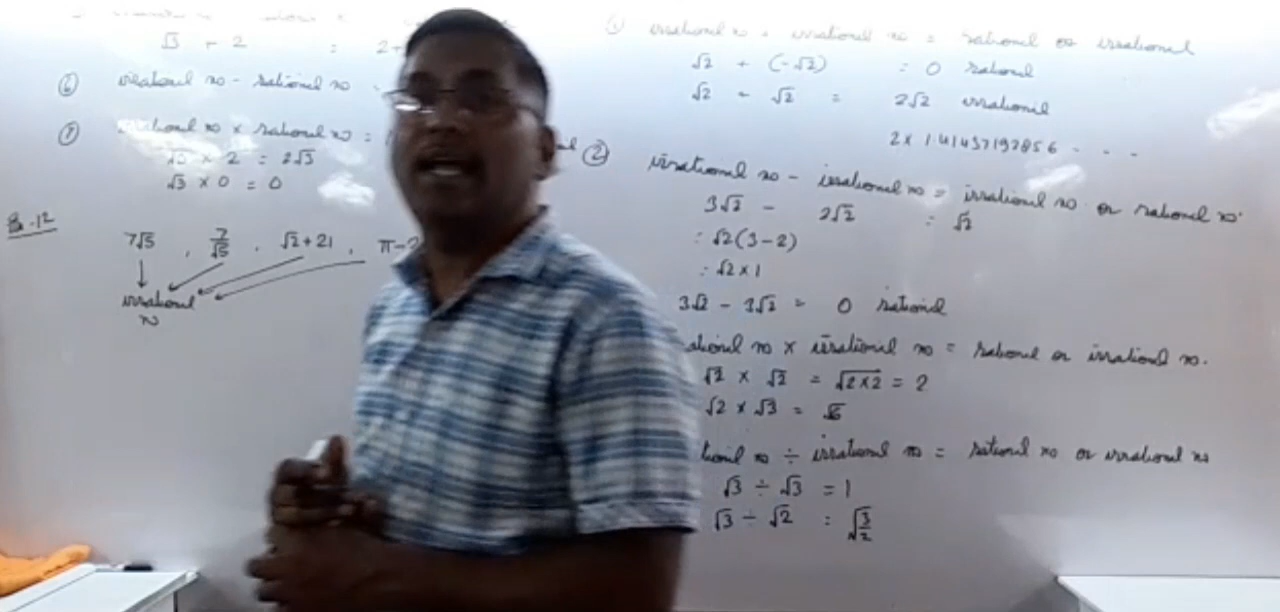 √3 + 2 : 2+
⑥ irrational no - rational no
⑦ irrational no × rational no =
√3 × 2 = 2√3
√3 × 0 = 0
Ex-12
7√5 , 7/√5 , √2+21 , π-2
irrational
no
① irrational no + irrational no = rational or irrational
√2 + (-√2) = 0 rational
√2 + √2 = 2√2 irrational
2 × 1.41437192856 - - -
② irrational no - irrational no = irrational no or rational no.
3√2 - 2√2 = √2
= √2(3-2)
: √2×1
3√2 - 3√2 = 0 rational
ational no × irrational no = rational or irrational no.
√2 × √2 = √2×2 = 2
√2 × √3 = √6
tional no ÷ irrational no = rational no or irrational no
√3 ÷ √3 = 1
√3 ÷ √2 : √3/2